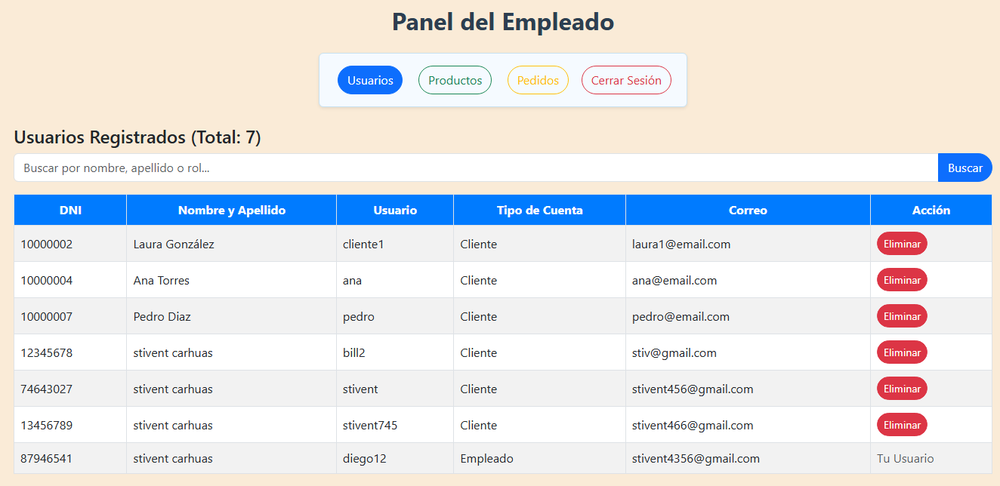 Panel del Empleado
Usuarios Productos Pedidos Cerrar Sesión
Usuarios Registrados (Total: 7)
Buscar por nombre, apellido o rol... Buscar
DNI Nombre y Apellido Usuario Tipo de Cuenta Correo Acción
10000002 Laura González cliente1 Cliente laura1@email.com Eliminar
10000004 Ana Torres ana Cliente ana@email.com Eliminar
10000007 Pedro Diaz pedro Cliente pedro@email.com Eliminar
12345678 stivent carhuas bill2 Cliente stiv@gmail.com Eliminar
74643027 stivent carhuas stivent Cliente stivent456@gmail.com Eliminar
13456789 stivent carhuas stivent745 Cliente stivent466@gmail.com Eliminar
87946541 stivent carhuas diego12 Empleado stivent4356@gmail.com Tu Usuario